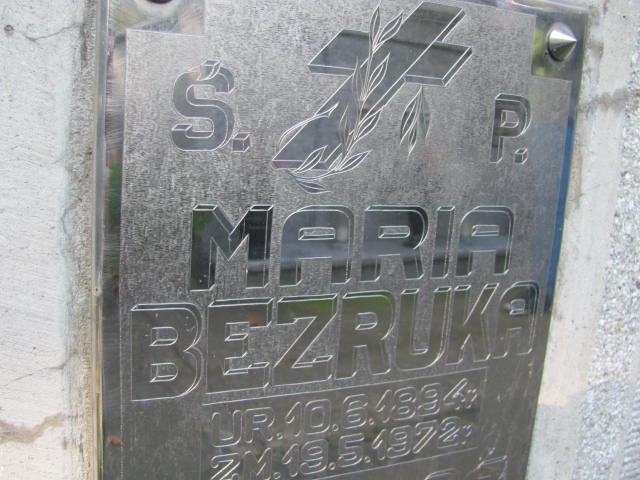 Ś. P.
MARIA
BEZRUKA
UR. 10.6.1894r.
ZM. 19.5.1972r.